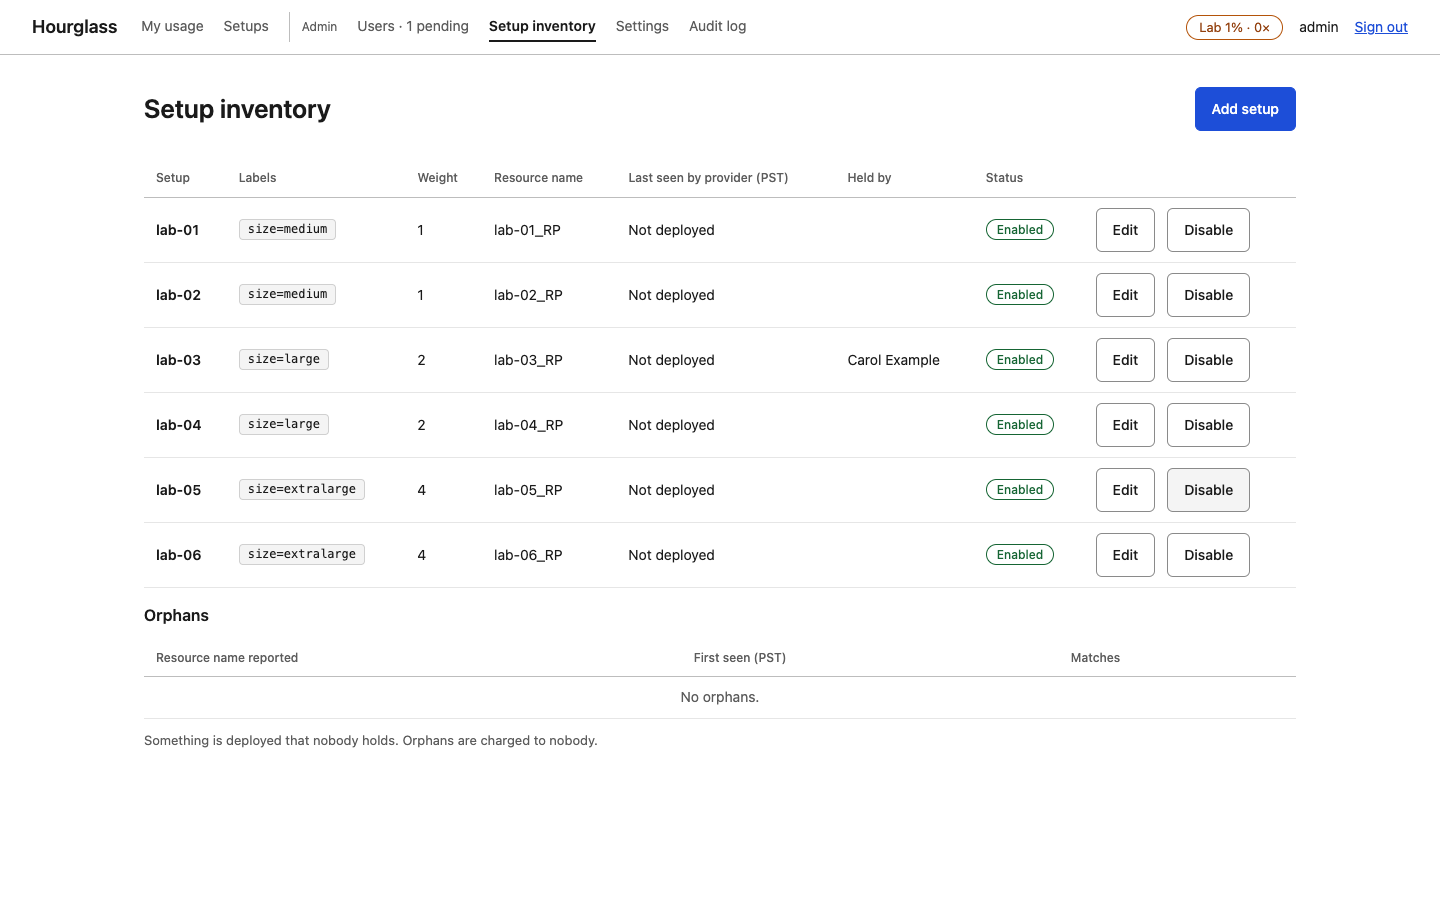 Hourglass My usage Setups Admin Users · 1 pending Setup inventory Settings Audit log Lab 1% · 0× admin Sign out
Setup inventory Add setup
Setup Labels Weight Resource name Last seen by provider (PST) Held by Status
lab-01 size=medium 1 lab-01_RP Not deployed Enabled Edit Disable
lab-02 size=medium 1 lab-02_RP Not deployed Enabled Edit Disable
lab-03 size=large 2 lab-03_RP Not deployed Carol Example Enabled Edit Disable
lab-04 size=large 2 lab-04_RP Not deployed Enabled Edit Disable
lab-05 size=extralarge 4 lab-05_RP Not deployed Enabled Edit Disable
lab-06 size=extralarge 4 lab-06_RP Not deployed Enabled Edit Disable
Orphans
Resource name reported First seen (PST) Matches
No orphans.
Something is deployed that nobody holds. Orphans are charged to nobody.